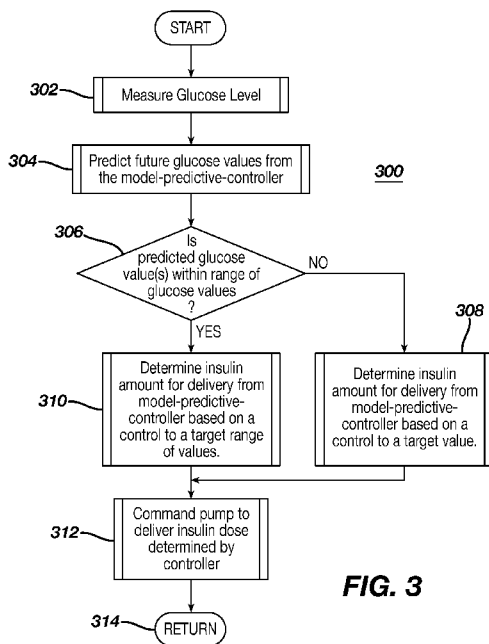 START
302
Measure Glucose Level
304
Predict future glucose values from
the model-predictive-controller
300
306
Is
predicted glucose
value(s) within range of
glucose values
?
NO
YES
308
310
Determine insulin
amount for delivery from
model-predictive-
controller based on a
control to a target range
of values.
Determine insulin
amount for delivery from
model-predictive-
controller based on a
control to a target value.
312
Command pump to
deliver insulin dose
determined by
controller
FIG. 3
314
RETURN